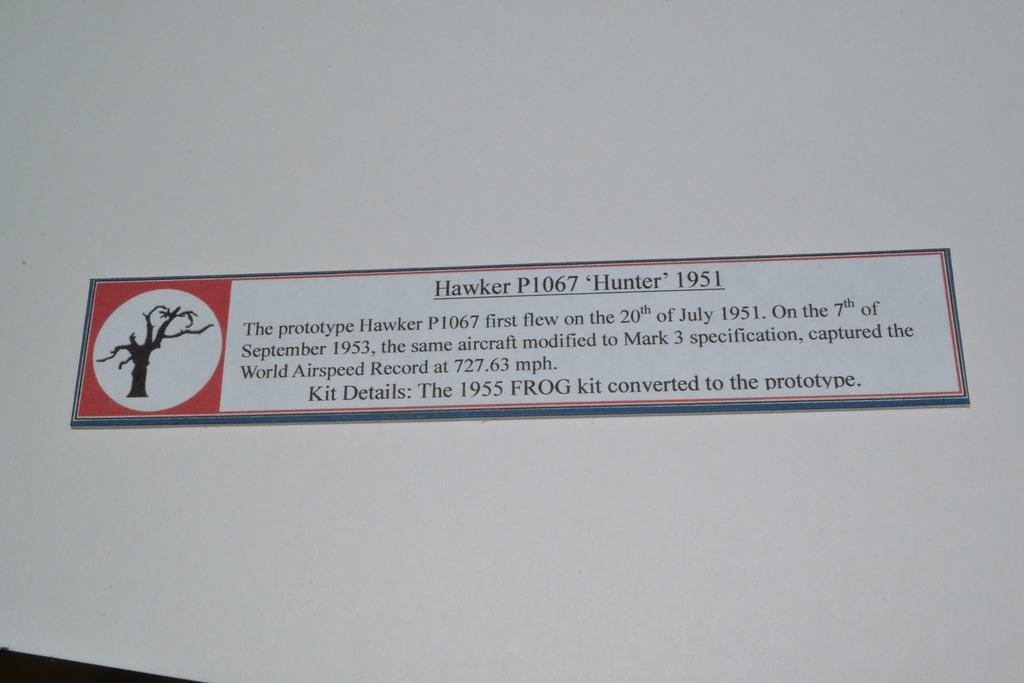 Hawker P1067 ‘Hunter’ 1951
The prototype Hawker P1067 first flew on the 20th of July 1951. On the 7th of
September 1953, the same aircraft modified to Mark 3 specification, captured the
World Airspeed Record at 727.63 mph.
Kit Details: The 1955 FROG kit converted to the prototype.